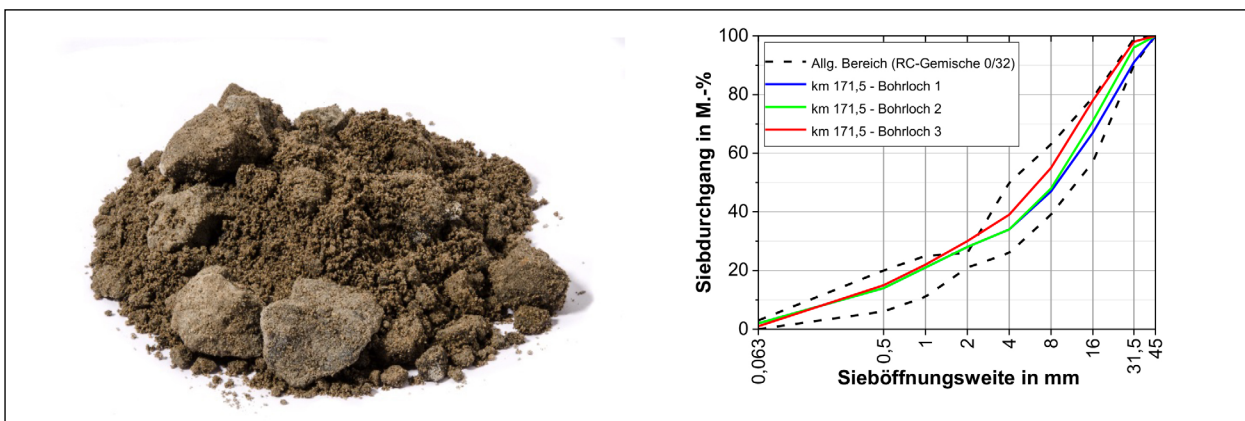 100
80
60
40
20
0
Siebdurchgang in M.-%
Allg. Bereich (RC-Gemische 0/32)
km 171,5 - Bohrloch 1
km 171,5 - Bohrloch 2
km 171,5 - Bohrloch 3
0,063
0,5
1
2
4
8
16
31,5
45
Sieböffnungsweite in mm